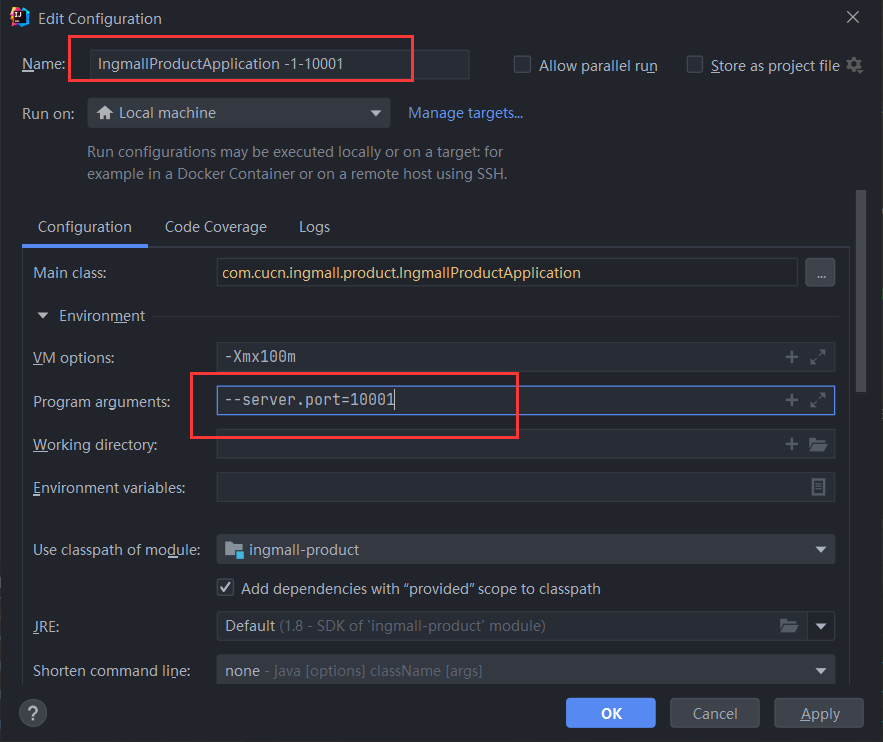 Edit Configuration
Name: IngmallProductApplication -1-10001 Allow parallel run Store as project file
Run on: Local machine Manage targets...
Run configurations may be executed locally or on a target: for
example in a Docker Container or on a remote host using SSH.
Configuration Code Coverage Logs
Main class: com.cucn.ingmall.product.IngmallProductApplication ...
Environment
VM options: -Xmx100m
Program arguments: --server.port=10001
Working directory:
Environment variables:
Use classpath of module: ingmall-product
Add dependencies with “provided” scope to classpath
JRE: Default (1.8 - SDK of 'ingmall-product' module)
Shorten command line: none - java [options] className [args]
? OK Cancel Apply